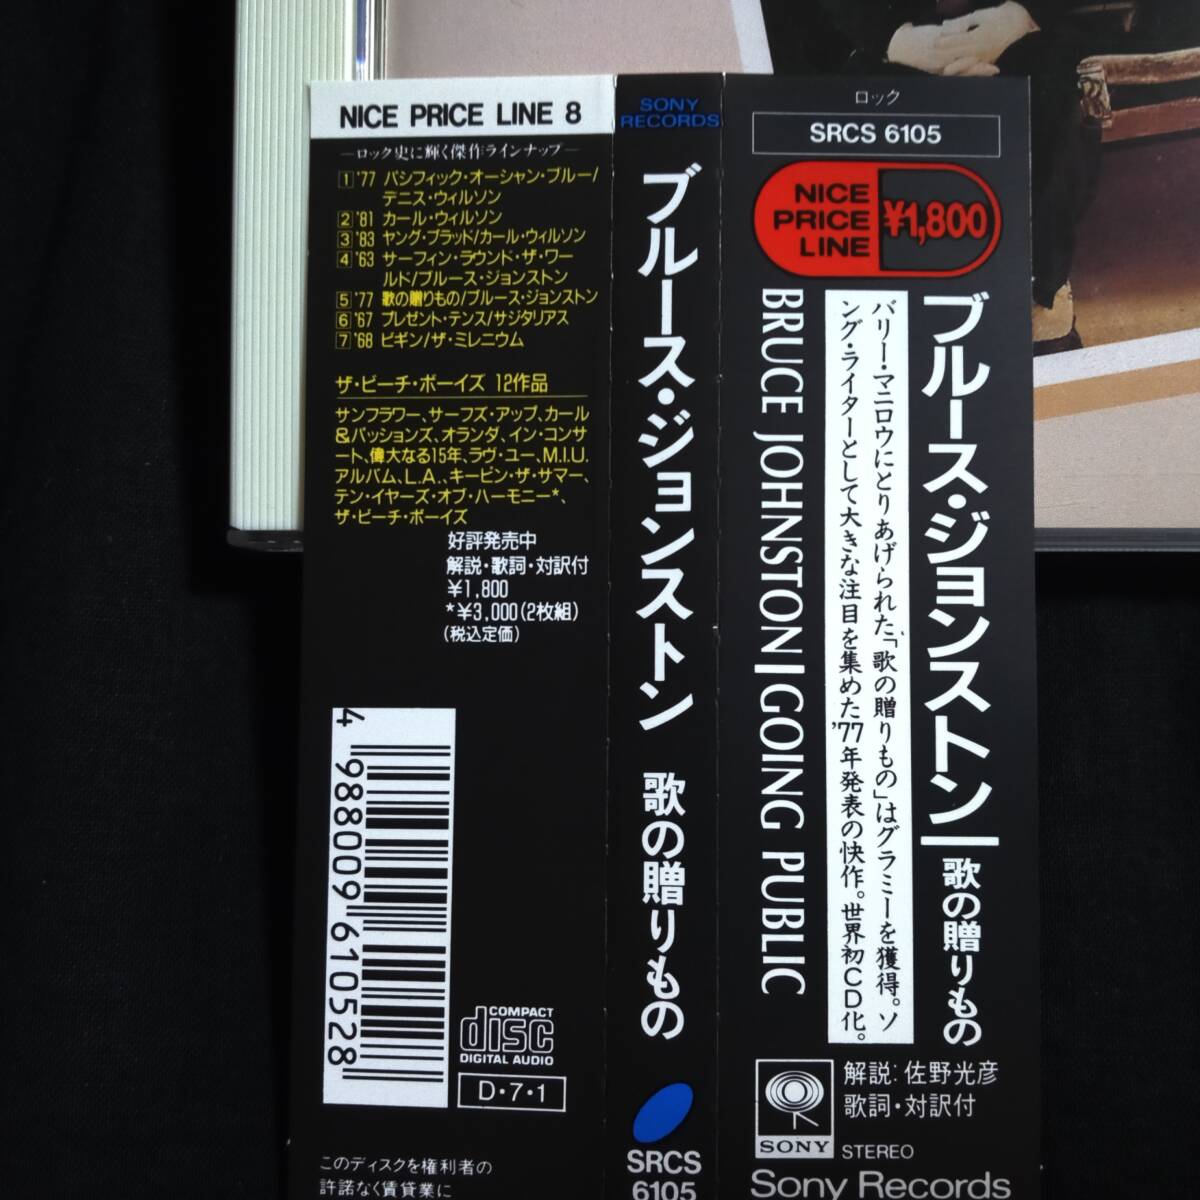 NICE PRICE LINE 8
―ロック史に輝く傑作ラインナップ―
1 '77 パシフィック・オーシャン・ブルー/
デニス・ウィルソン
2 '81 カール・ウィルソン
3 '83 ヤング・ブラッド/カール・ウィルソン
4 '63 サーフィン・ラウンド・ザ・ワー
ルド/ブルース・ジョンストン
5 '77 歌の贈りもの/ブルース・ジョンストン
6 '67 プレゼント・テンス/サジタリアス
7 '68 ビギン/ザ・ミレニウム
ザ・ビーチ・ボーイズ 12作品
サンフラワー、サーフズ・アップ、カール
&パッションズ、オランダ、イン・コンサ
ート、偉大なる15年、ラヴ・ユー、M.I.U.
アルバム、L.A.、キーピン・ザ・サマー、
テン・イヤーズ・オブ・ハーモニー*、
ザ・ビーチ・ボーイズ
好評発売中
解説・歌詞・対訳付
¥1,800
*¥3,000(2枚組)
(税込定価)
4 988009 610528
COMPACT
disc
DIGITAL AUDIO
D・7・1
このディスクを権利者の
許諾なく賃貸業に
SONY
RECORDS
ブルース・ジョンストン 歌の贈りもの
SRCS
6105
ロック
SRCS 6105
NICE
PRICE
LINE
¥1,800
ブルース・ジョンストン|歌の贈りもの
バリー・マニロウにとりあげられた、「歌の贈りもの」はグラミーを獲得。ソ
ング・ライターとして大きな注目を集めた'77年発表の快作。世界初CD化。
BRUCE JOHNSTON|GOING PUBLIC
解説：佐野光彦
歌詞・対訳付
SONY
STEREO
Sony Records